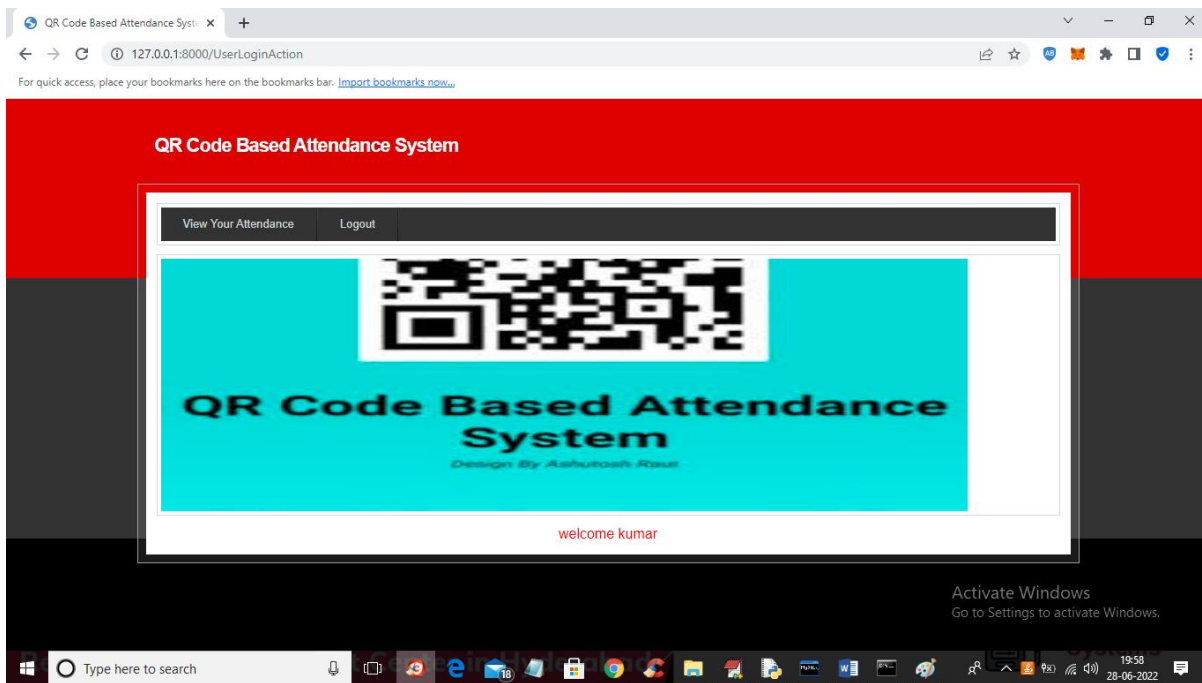 QR Code Based Attendance Syste
127.0.0.1:8000/UserLoginAction
For quick access, place your bookmarks here on the bookmarks bar. Import bookmarks now...
QR Code Based Attendance System
View Your Attendance Logout
QR Code Based Attendance
System
Design By Ashutosh Raut
welcome kumar
Activate Windows
Go to Settings to activate Windows.
Type here to search
18
19:58
28-06-2022